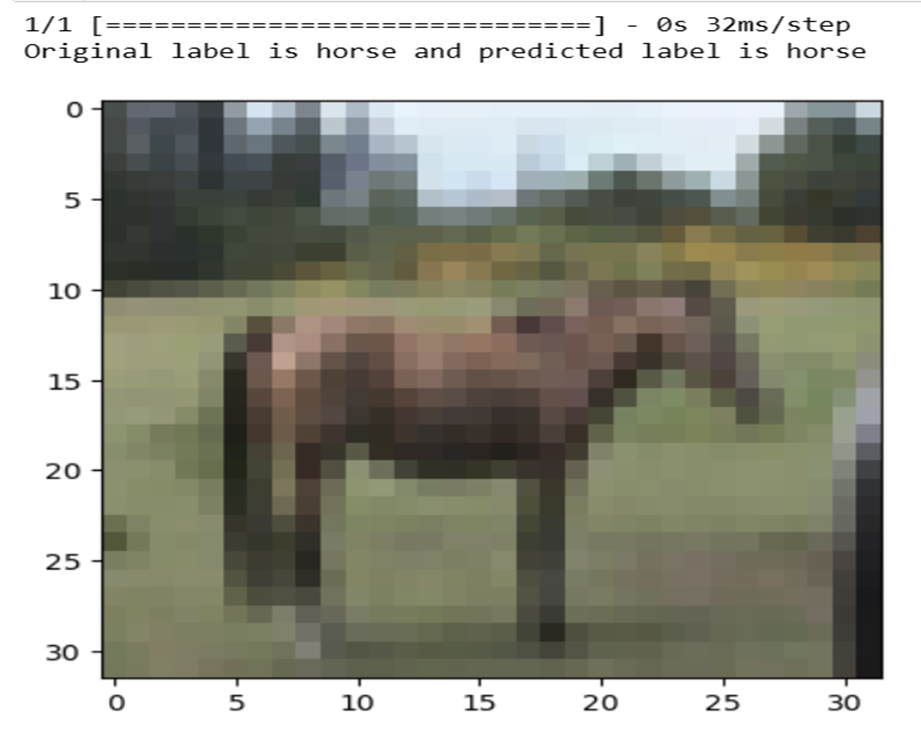 1/1 [==============================] - 0s 32ms/step
Original label is horse and predicted label is horse
0
5
10
15
20
25
30
0 5 10 15 20 25 30